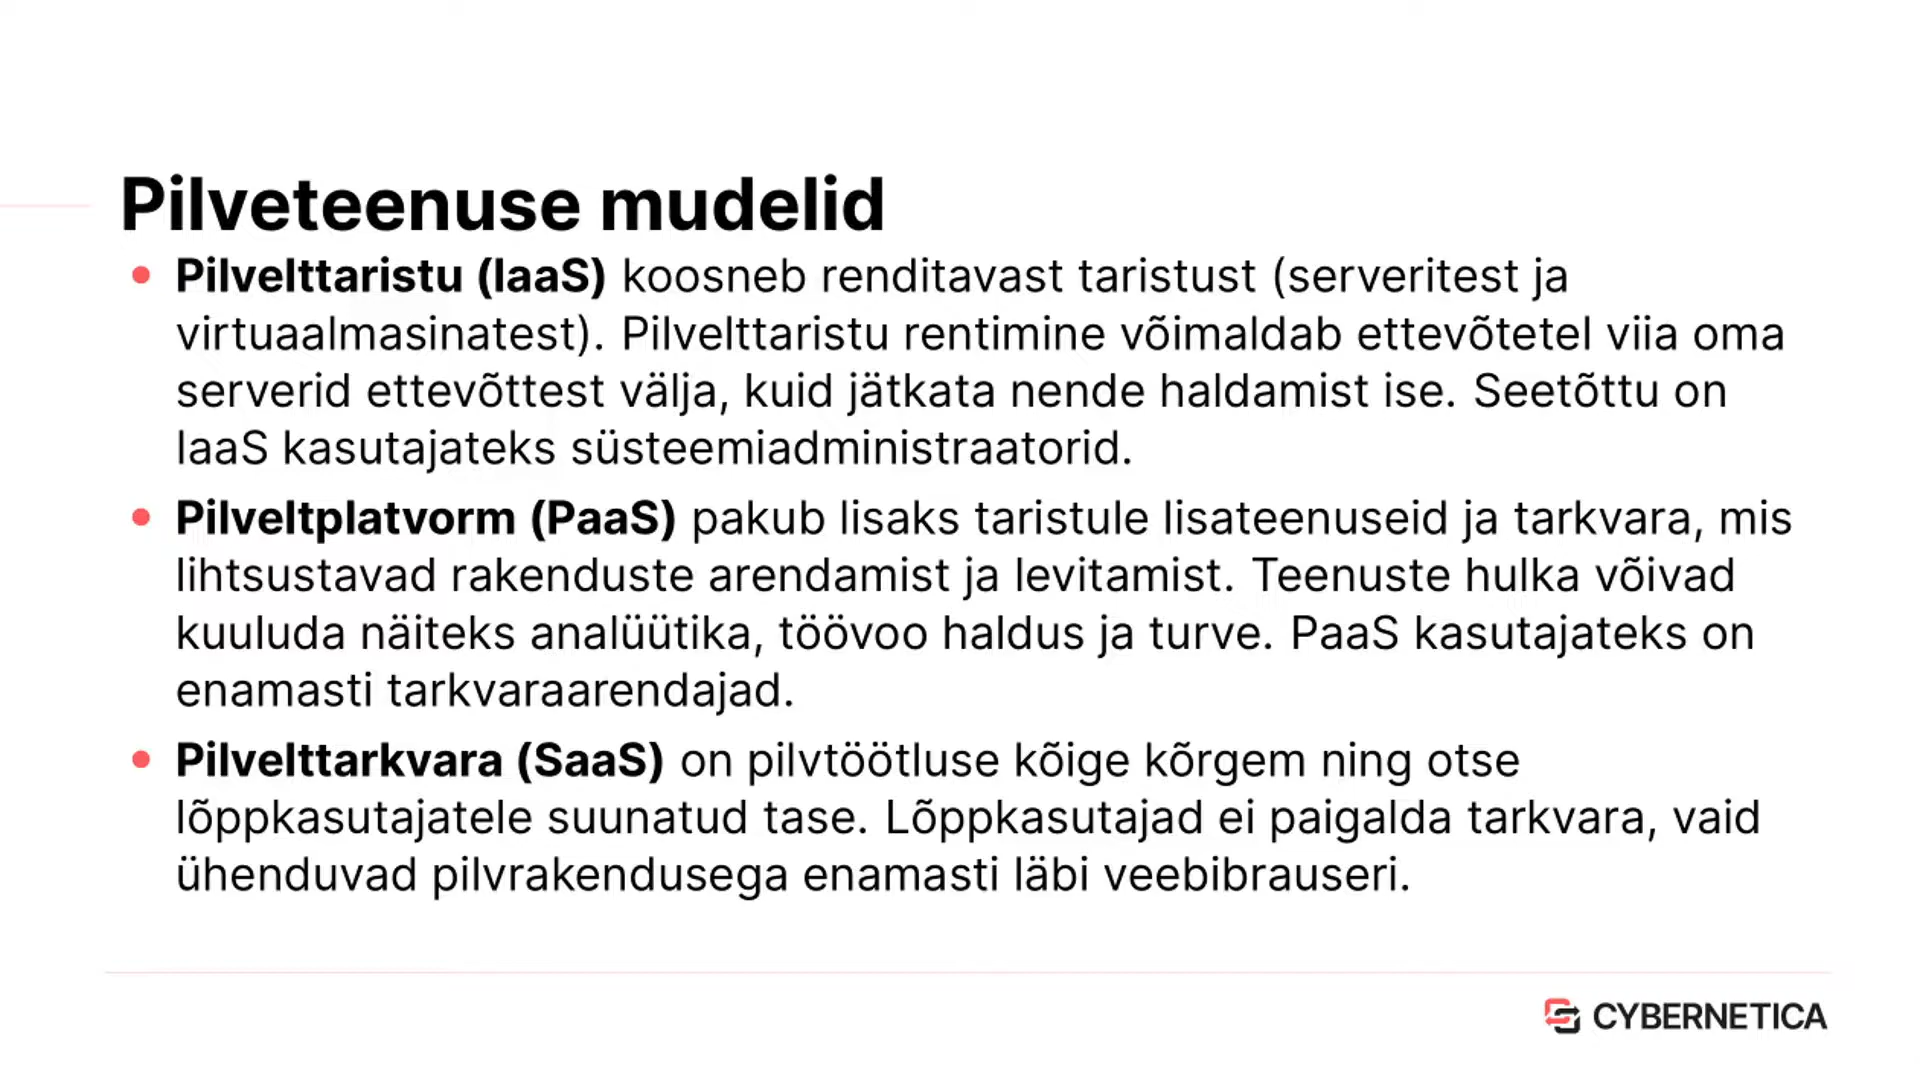 Pilveteenuse mudelid
• Pilvelttaristu (IaaS) koosneb renditavast taristust (serveritest ja
virtuaalmasinatest). Pilvelttaristu rentimine võimaldab ettevõtetel viia oma
serverid ettevõttest välja, kuid jätkata nende haldamist ise. Seetõttu on
IaaS kasutajateks süsteemiadministraatorid.
• Pilveltplatvorm (PaaS) pakub lisaks taristule lisateenuseid ja tarkvara, mis
lihtsustavad rakenduste arendamist ja levitamist. Teenuste hulka võivad
kuuluda näiteks analüütika, töövoo haldus ja turve. PaaS kasutajateks on
enamasti tarkvaraarendajad.
• Pilvelttarkvara (SaaS) on pilvtöötluse kõige kõrgem ning otse
lõppkasutajatele suunatud tase. Lõppkasutajad ei paigalda tarkvara, vaid
ühenduvad pilvrakendusega enamasti läbi veebibrauseri.
CYBERNETICA